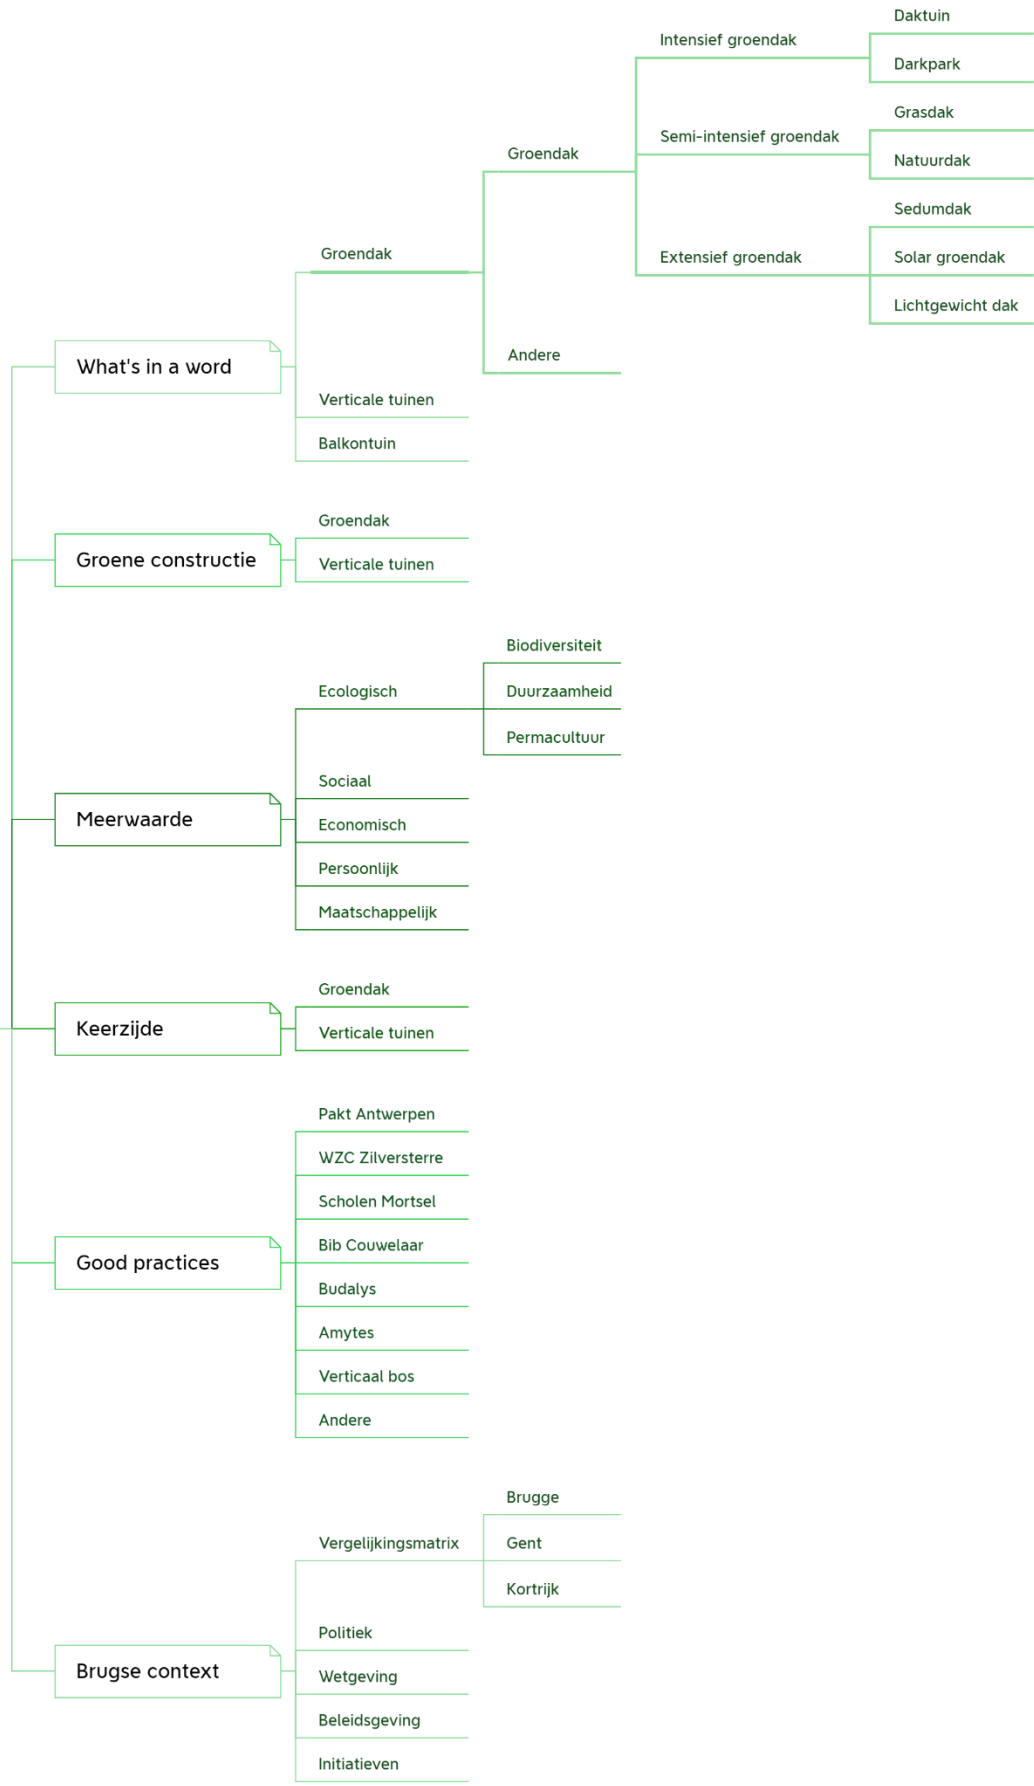 Daktuin
Intensief groendak
Darkpark
Grasdak
Semi-intensief groendak
Groendak
Natuurdak
Sedumdak
Groendak
Extensief groendak
Solar groendak
Lichtgewicht dak
Andere
What's in a word
Verticale tuinen
Balkontuin
Groendak
Groene constructie
Verticale tuinen
Biodiversiteit
Ecologisch
Duurzaamheid
Permacultuur
Sociaal
Meerwaarde
Economisch
Persoonlijk
Maatschappelijk
Groendak
Keerzijde
Verticale tuinen
Pakt Antwerpen
WZC Zilversterre
Scholen Mortsel
Bib Couwelaar
Good practices
Budalys
Amytes
Verticaal bos
Andere
Brugge
Vergelijkingsmatrix
Gent
Kortrijk
Politiek
Brugse context
Wetgeving
Beleidsgeving
Initiatieven